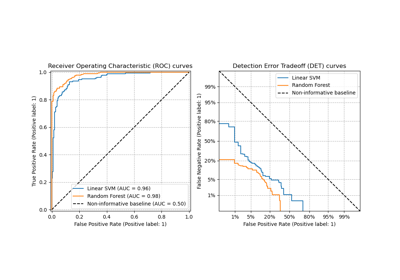 Receiver Operating Characteristic (ROC) curves
1.0
0.8
0.6
0.4
0.2
0.0
True Positive Rate (Positive label: 1)
Linear SVM (AUC = 0.96)
Random Forest (AUC = 0.98)
Non-informative baseline (AUC = 0.50)
0.0 0.2 0.4 0.6 0.8 1.0
False Positive Rate (Positive label: 1)
Detection Error Tradeoff (DET) curves
Linear SVM
Random Forest
Non-informative baseline
99%
95%
80%
50%
20%
5%
1%
False Negative Rate (Positive label: 1)
1% 5% 20% 50% 80% 95% 99%
False Positive Rate (Positive label: 1)